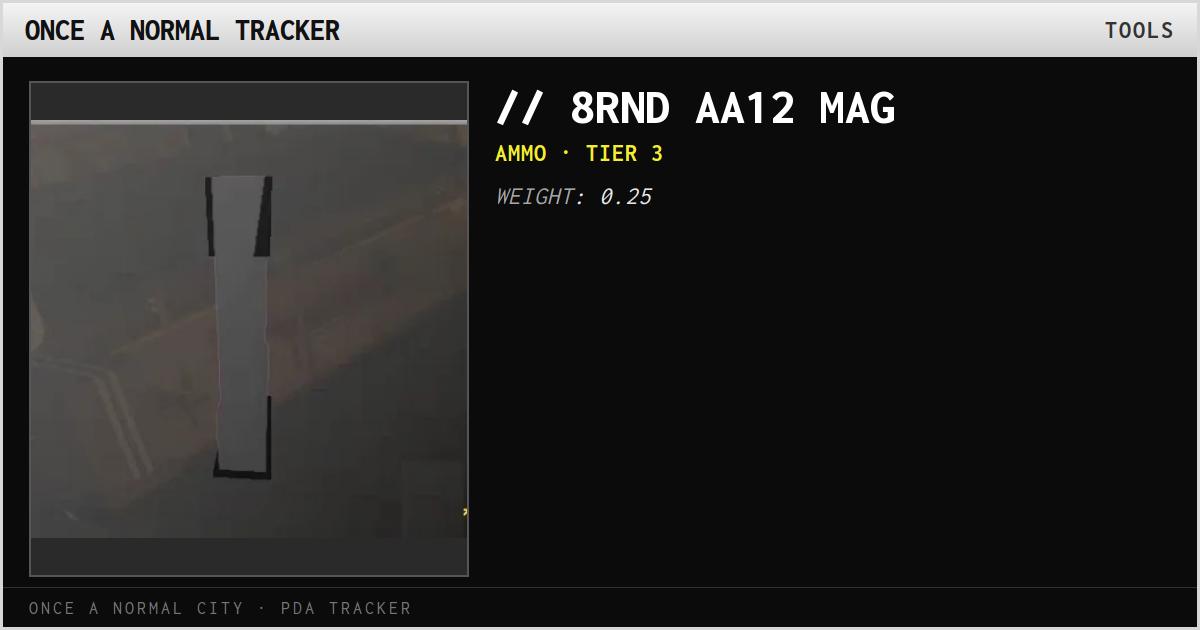 ONCE A NORMAL TRACKER
TOOLS
// 8RND AA12 MAG
AMMO · TIER 3
WEIGHT: 0.25
ONCE A NORMAL CITY · PDA TRACKER